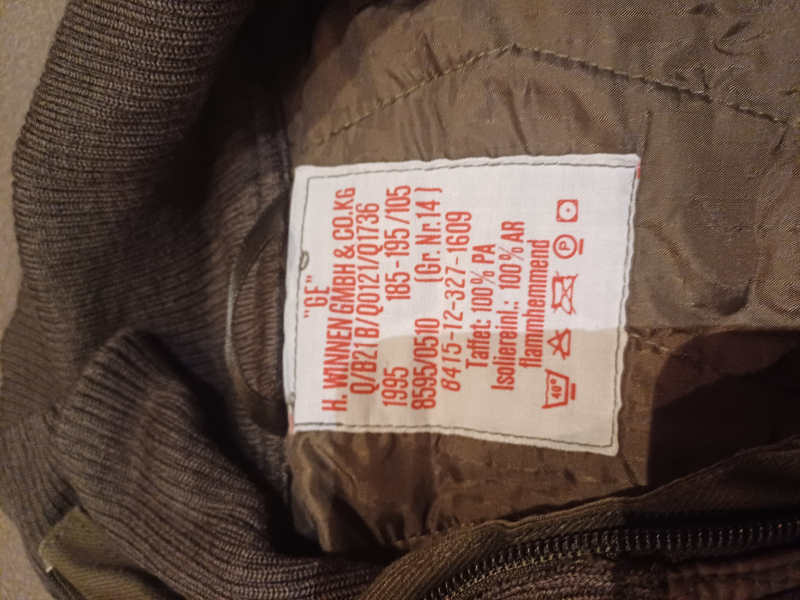 "GE"
H. WINNEN GMBH & CO.KG
Q/B21B/Q0121/Q1736
1995 185-195/105
8595/0510 (Gr. Nr. 14)
8415-12-327-1609
Taffet: 100% PA
Isoliereinl.: 100% AR
flammhemmend
40° P